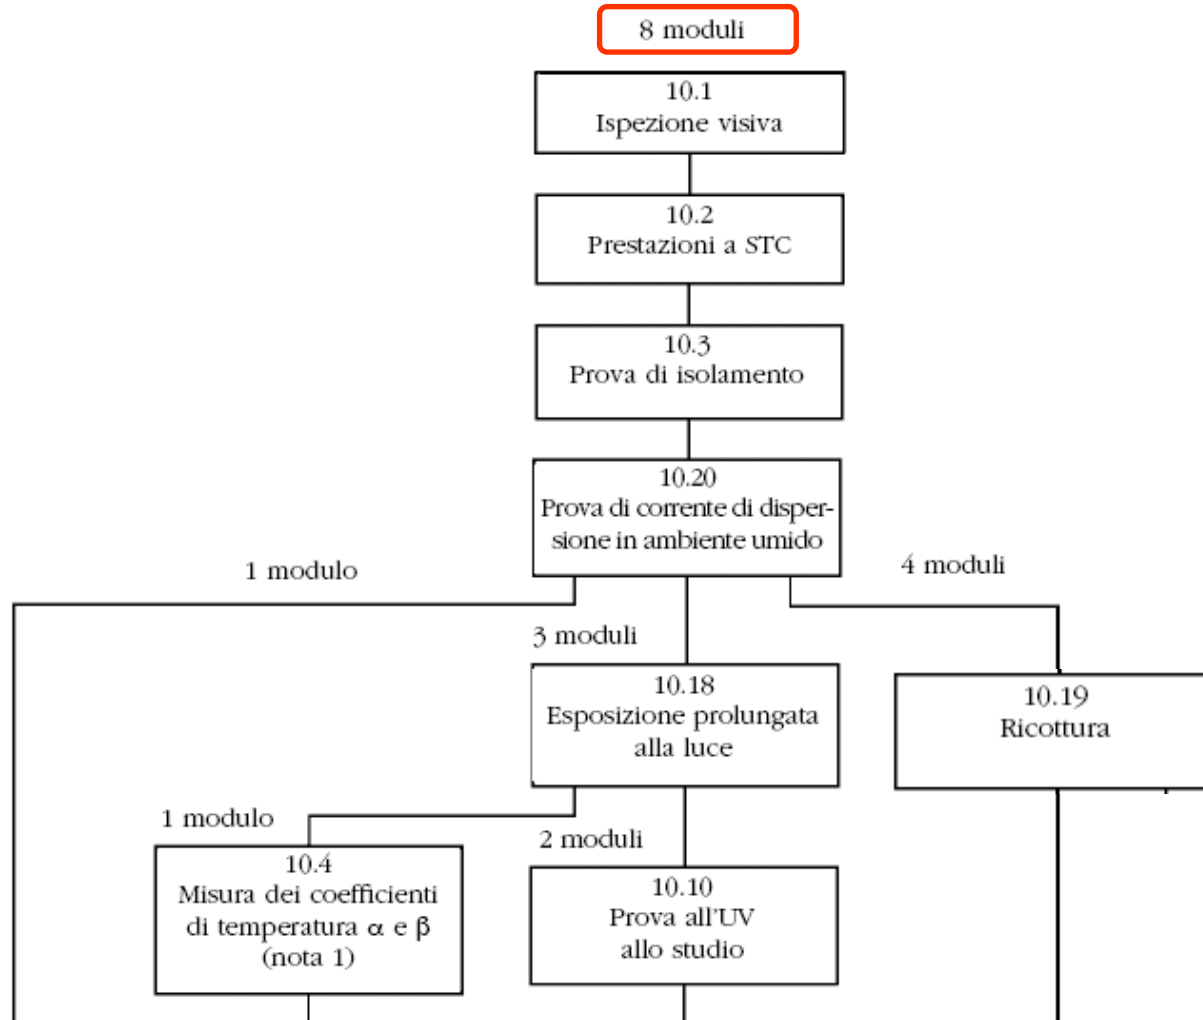 8 moduli
10.1
Ispezione visiva
10.2
Prestazioni a STC
10.3
Prova di isolamento
10.20
Prova di corrente di disper-
sione in ambiente umido
1 modulo
4 moduli
3 moduli
10.18
Esposizione prolungata
alla luce
10.19
Ricottura
1 modulo
2 moduli
10.4
Misura dei coefficienti
di temperatura α e β
(nota 1)
10.10
Prova all'UV
allo studio